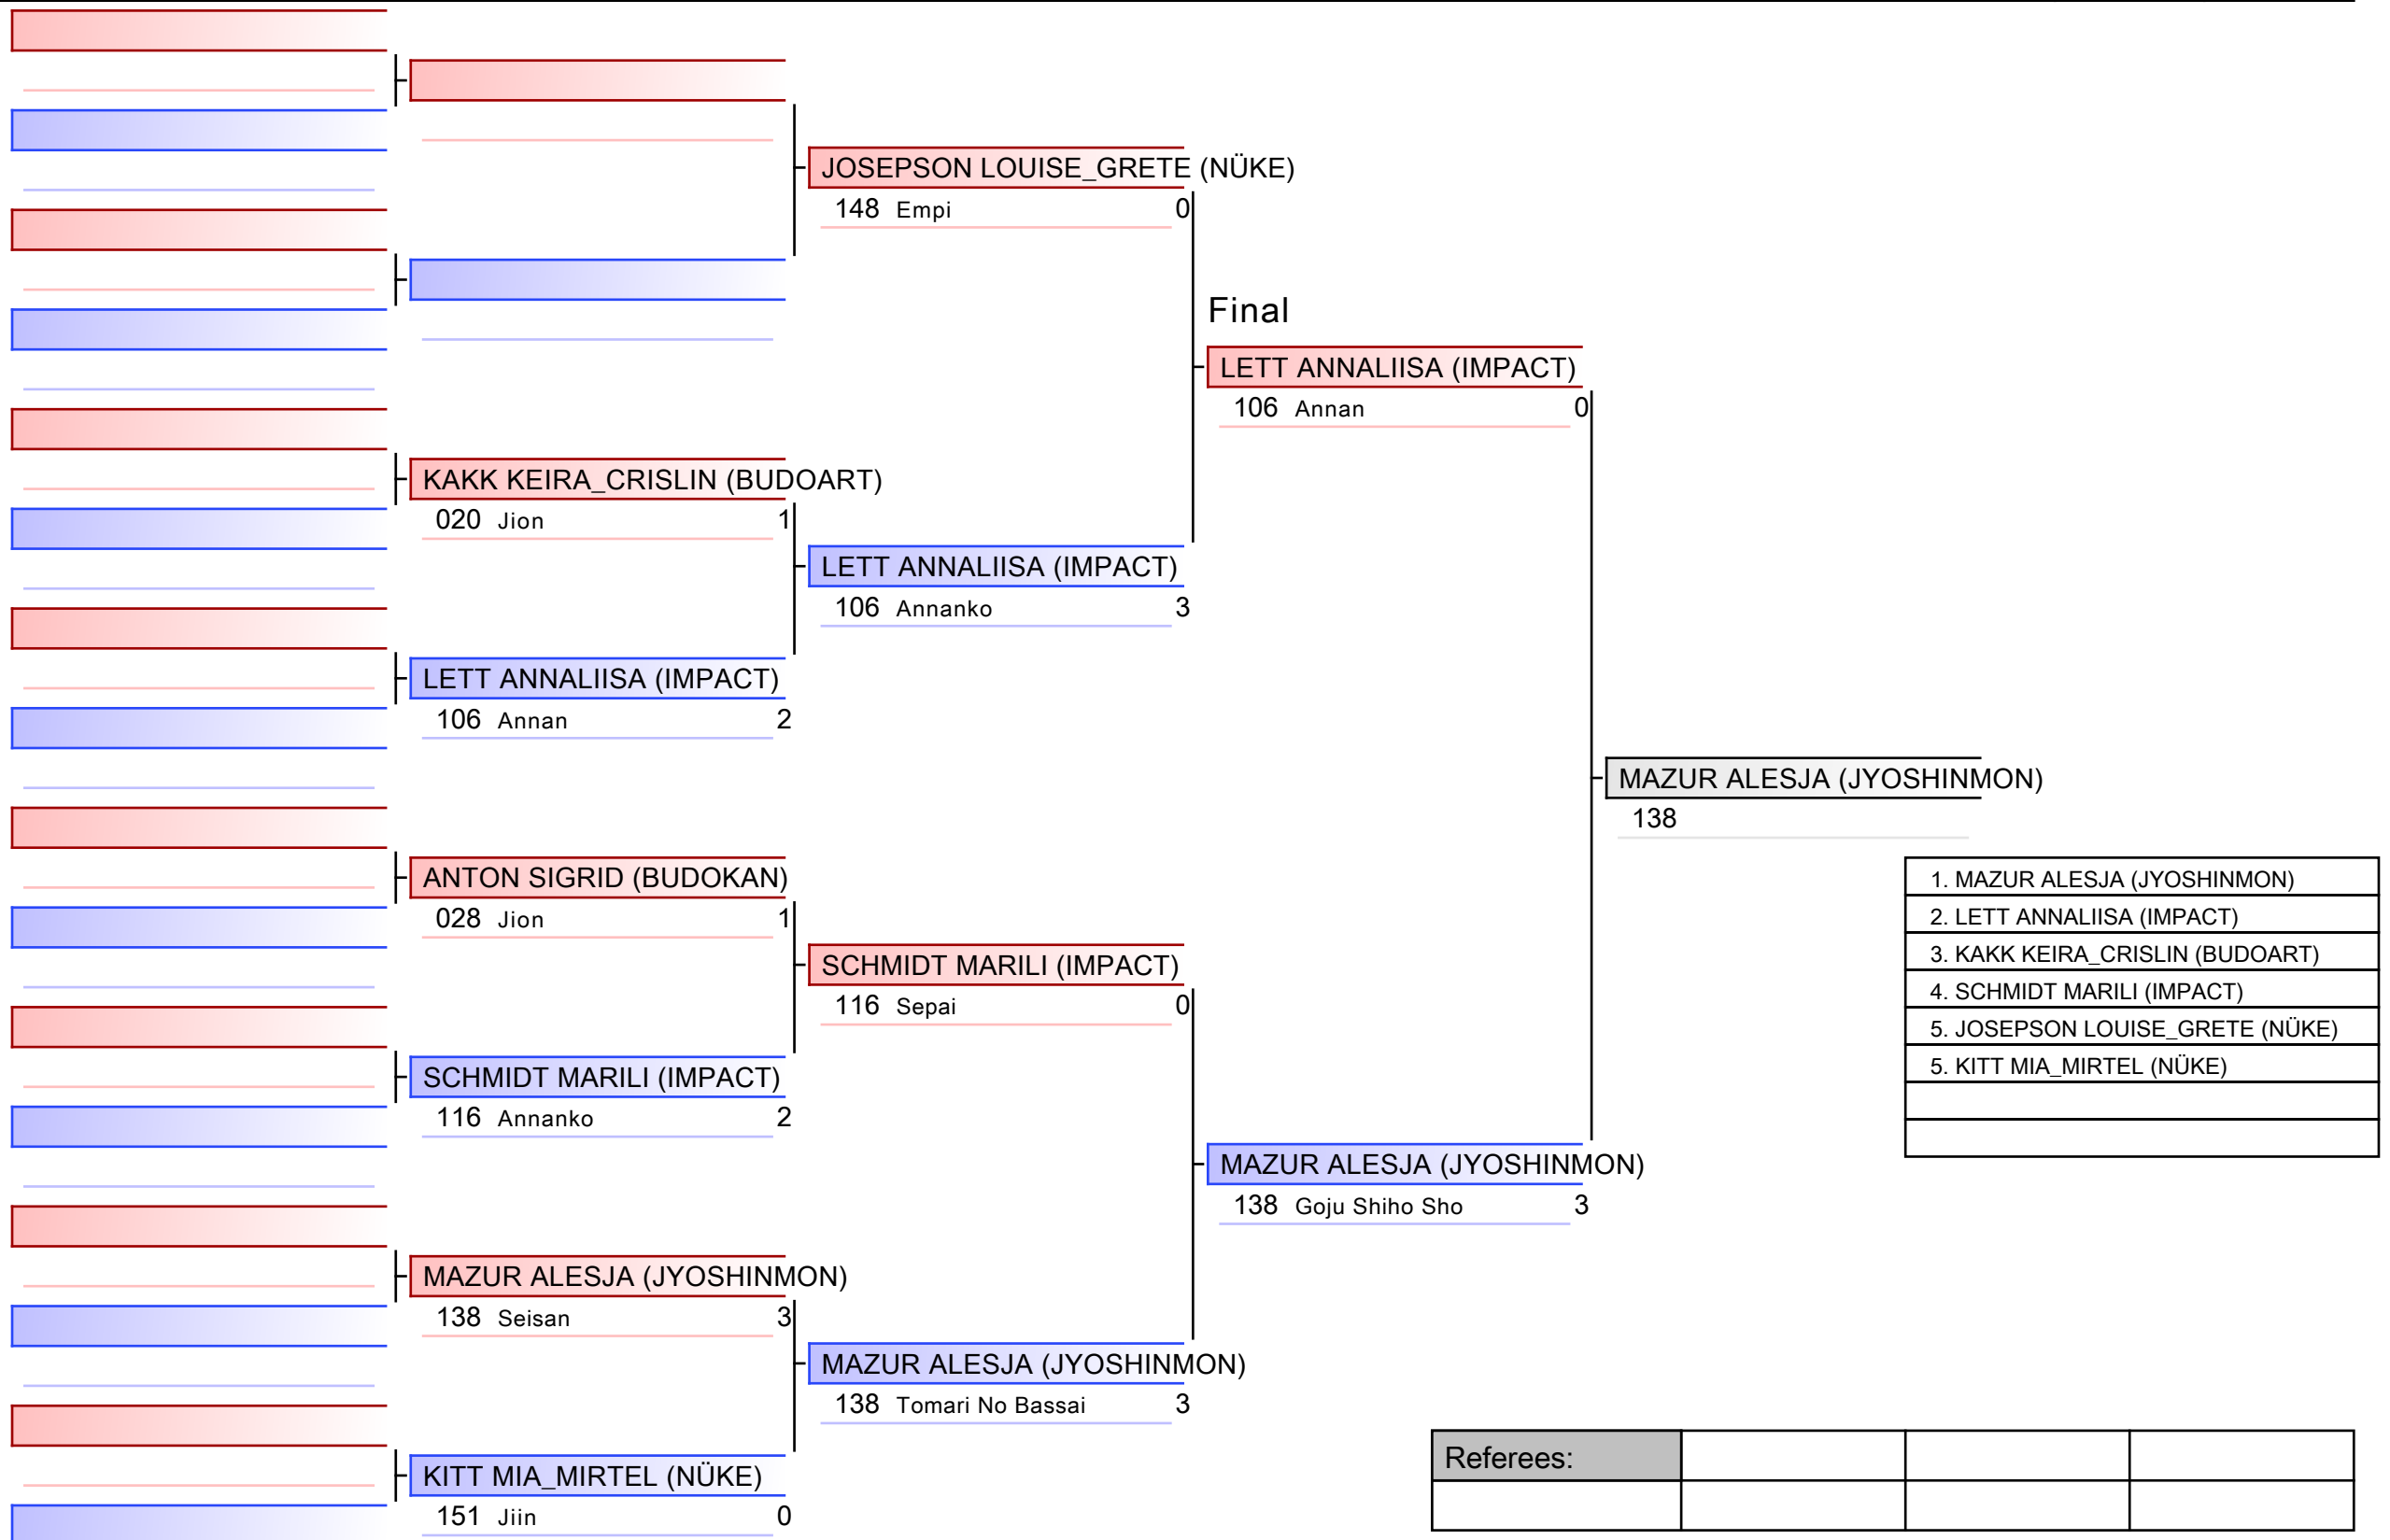 JOSEPSON LOUISE_GRETE (NÜKE)
148 Empi 0
Final
LETT ANNALIISA (IMPACT)
106 Annan 0
KAKK KEIRA_CRISLIN (BUDOART)
020 Jion 1
LETT ANNALIISA (IMPACT)
106 Annanko 3
LETT ANNALIISA (IMPACT)
106 Annan 2
MAZUR ALESJA (JYOSHINMON)
138
ANTON SIGRID (BUDOKAN)
028 Jion 1
SCHMIDT MARILI (IMPACT)
116 Sepai 0
SCHMIDT MARILI (IMPACT)
116 Annanko 2
MAZUR ALESJA (JYOSHINMON)
138 Goju Shiho Sho 3
MAZUR ALESJA (JYOSHINMON)
138 Seisan 3
MAZUR ALESJA (JYOSHINMON)
138 Tomari No Bassai 3
KITT MIA_MIRTEL (NÜKE)
151 Jiin 0
1. MAZUR ALESJA (JYOSHINMON)
2. LETT ANNALIISA (IMPACT)
3. KAKK KEIRA_CRISLIN (BUDOART)
4. SCHMIDT MARILI (IMPACT)
5. JOSEPSON LOUISE_GRETE (NÜKE)
5. KITT MIA_MIRTEL (NÜKE)
Referees: